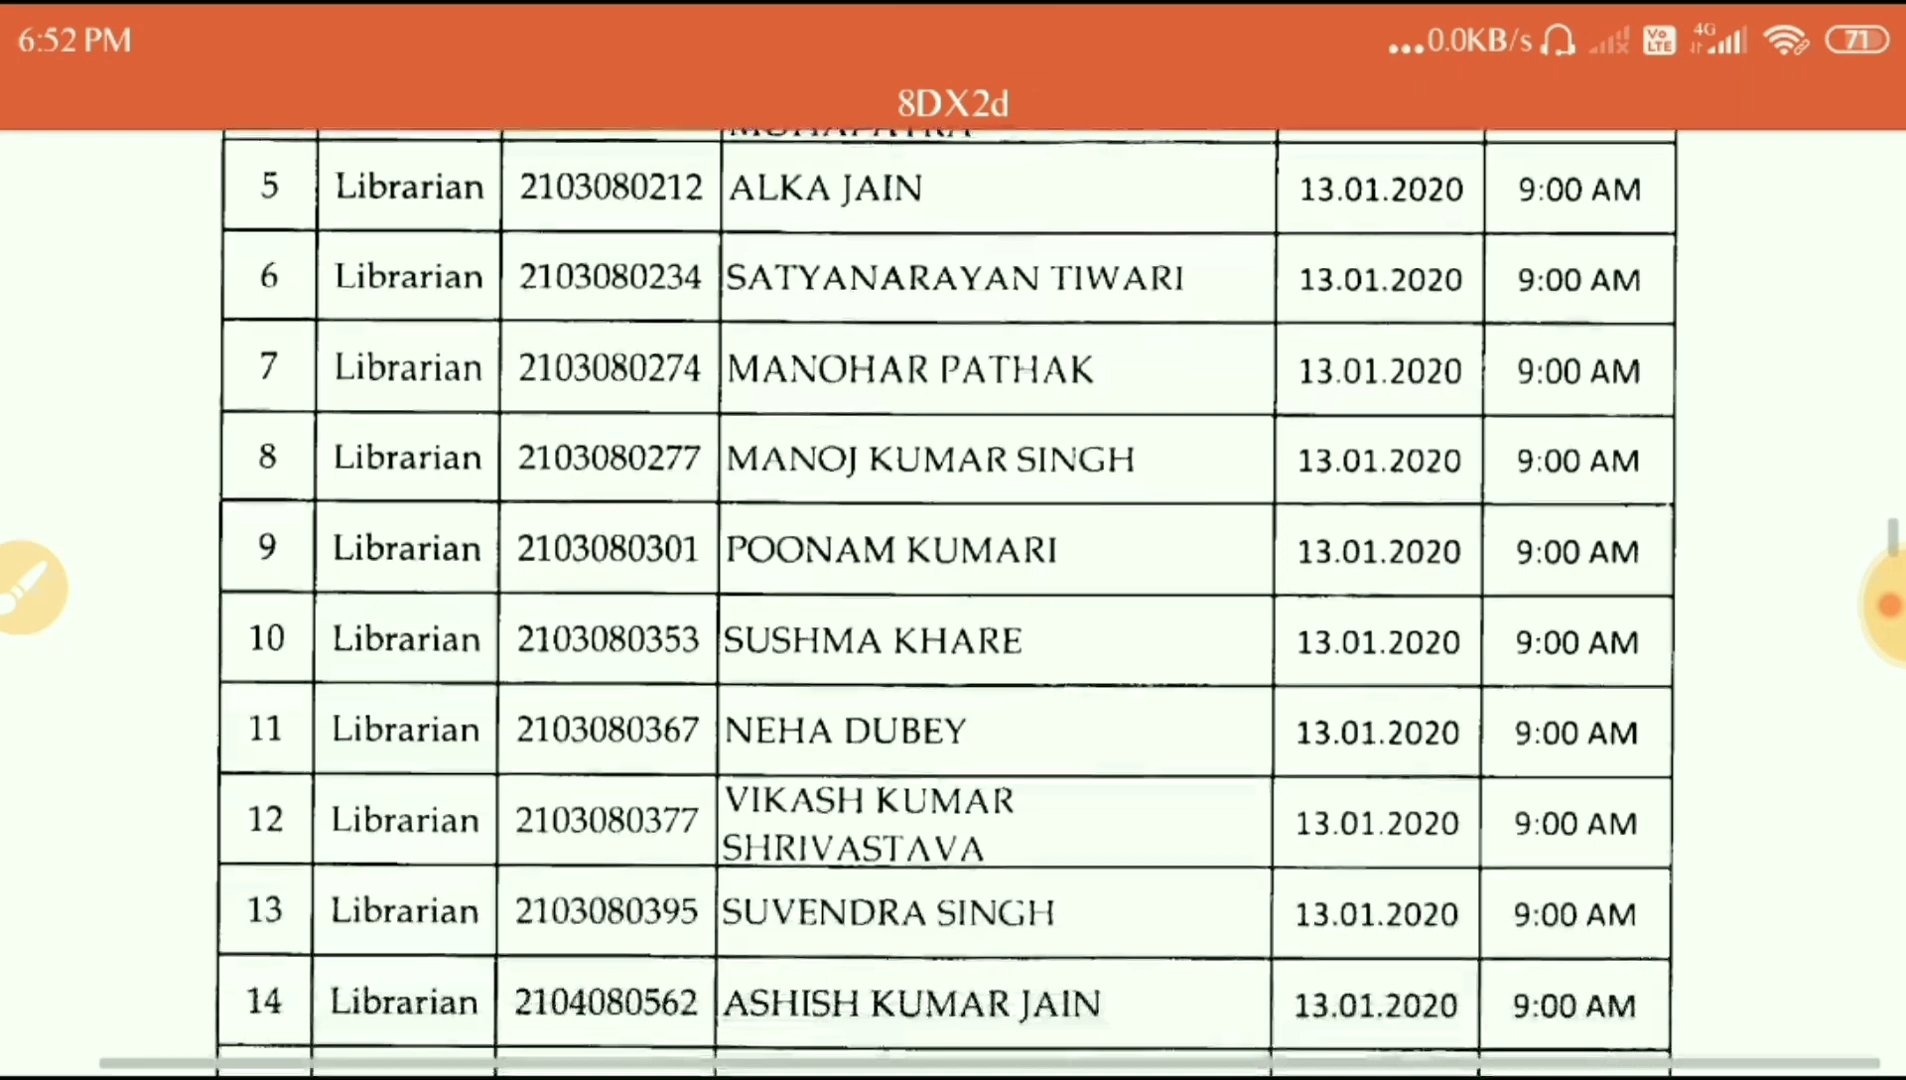 6:52 PM
...0.0KB/s Vo LTE 4G 71
8DX2d
MOHAPATRA
5 Librarian 2103080212 ALKA JAIN 13.01.2020 9:00 AM
6 Librarian 2103080234 SATYANARAYAN TIWARI 13.01.2020 9:00 AM
7 Librarian 2103080274 MANOHAR PATHAK 13.01.2020 9:00 AM
8 Librarian 2103080277 MANOJ KUMAR SINGH 13.01.2020 9:00 AM
9 Librarian 2103080301 POONAM KUMARI 13.01.2020 9:00 AM
10 Librarian 2103080353 SUSHMA KHARE 13.01.2020 9:00 AM
11 Librarian 2103080367 NEHA DUBEY 13.01.2020 9:00 AM
12 Librarian 2103080377 VIKASH KUMAR
SHRIVASTAVA 13.01.2020 9:00 AM
13 Librarian 2103080395 SUVENDRA SINGH 13.01.2020 9:00 AM
14 Librarian 2104080562 ASHISH KUMAR JAIN 13.01.2020 9:00 AM